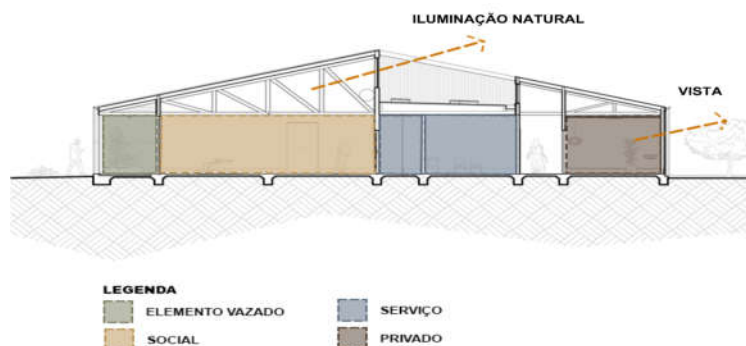 ILUMINAÇÃO NATURAL
VISTA
LEGENDA
ELEMENTO VAZADO
SERVIÇO
SOCIAL
PRIVADO